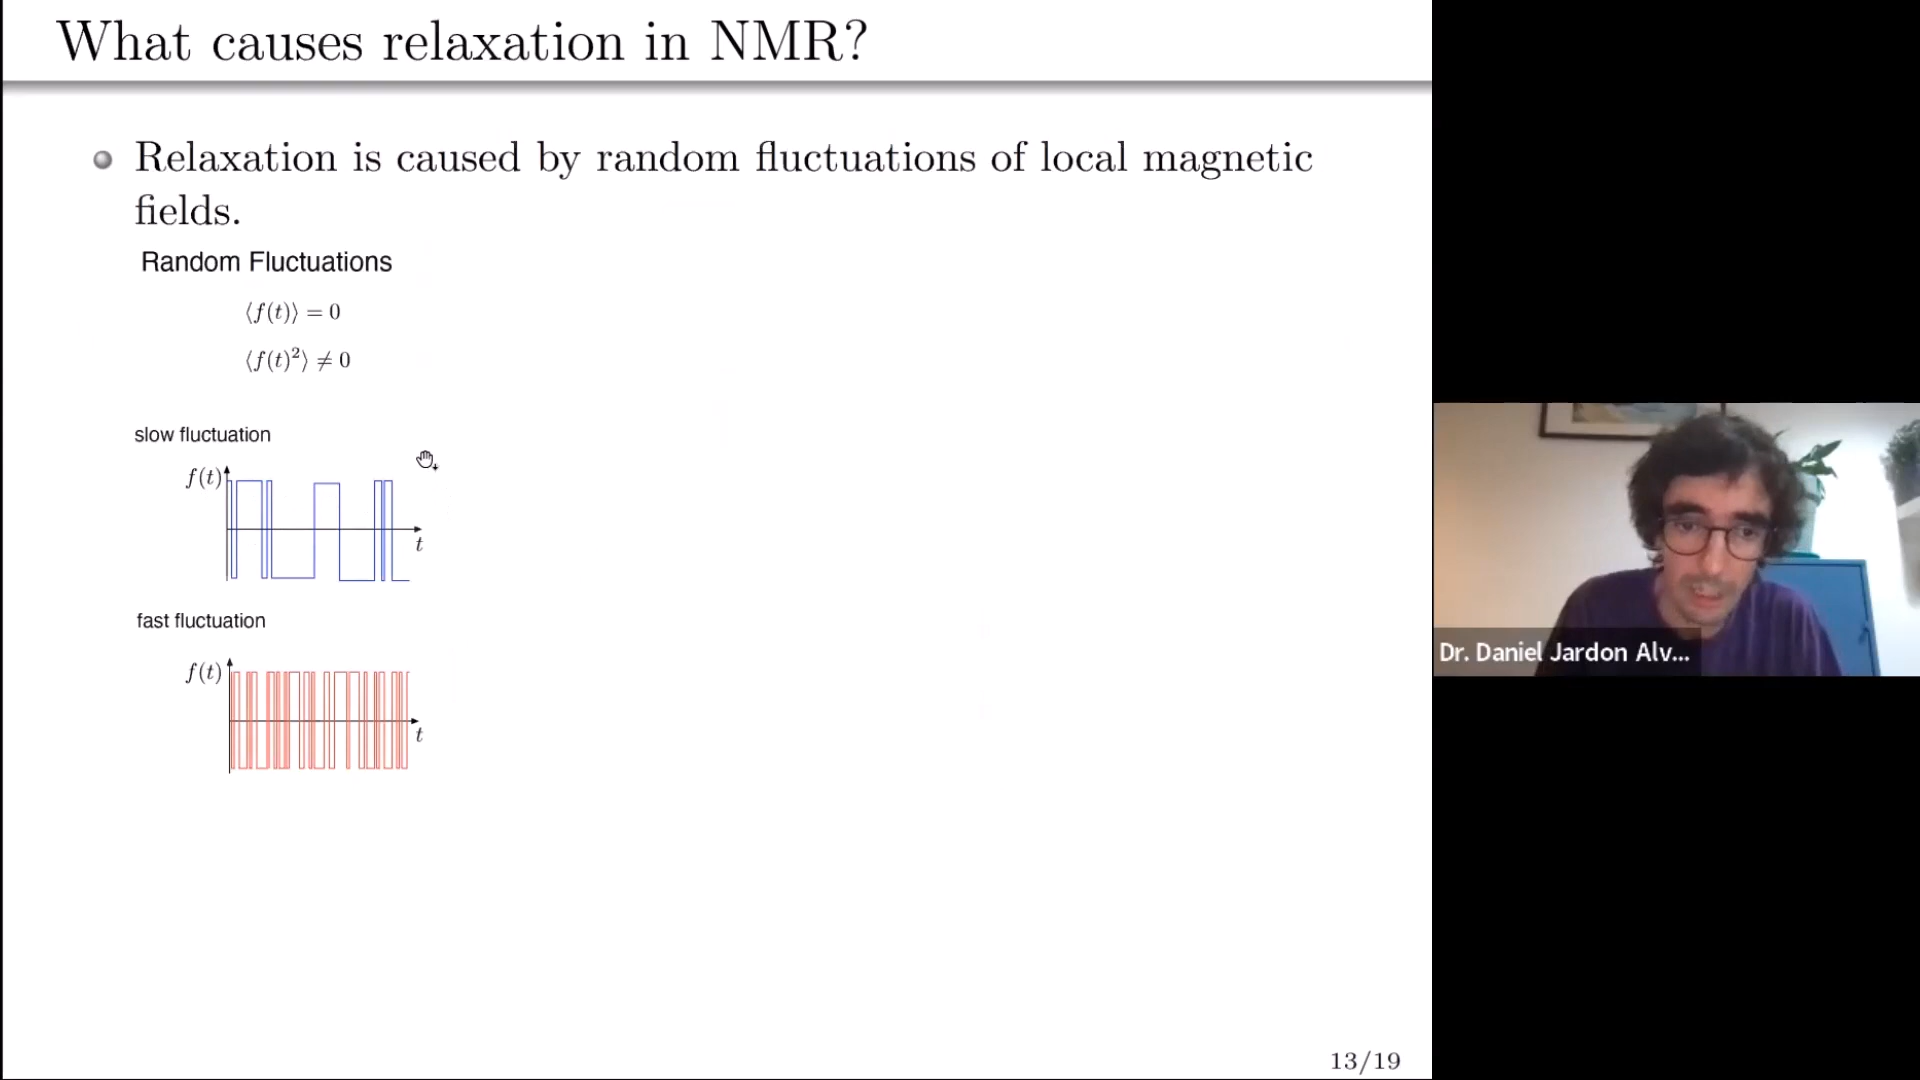 What causes relaxation in NMR?
Relaxation is caused by random fluctuations of local magnetic
fields.
Random Fluctuations
⟨f(t)⟩ = 0
⟨f(t)²⟩ ≠ 0
slow fluctuation
f(t)
t
fast fluctuation
f(t)
t
Dr. Daniel Jardon Alv...
13/19